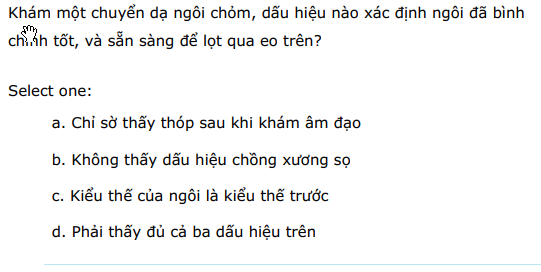 Khám một chuyển dạ ngôi chỏm, dấu hiệu nào xác định ngôi đã bình
chỉnh tốt, và sẵn sàng để lọt qua eo trên?
Select one:
a. Chỉ sờ thấy thóp sau khi khám âm đạo
b. Không thấy dấu hiệu chồng xương sọ
c. Kiểu thế của ngôi là kiểu thế trước
d. Phải thấy đủ cả ba dấu hiệu trên